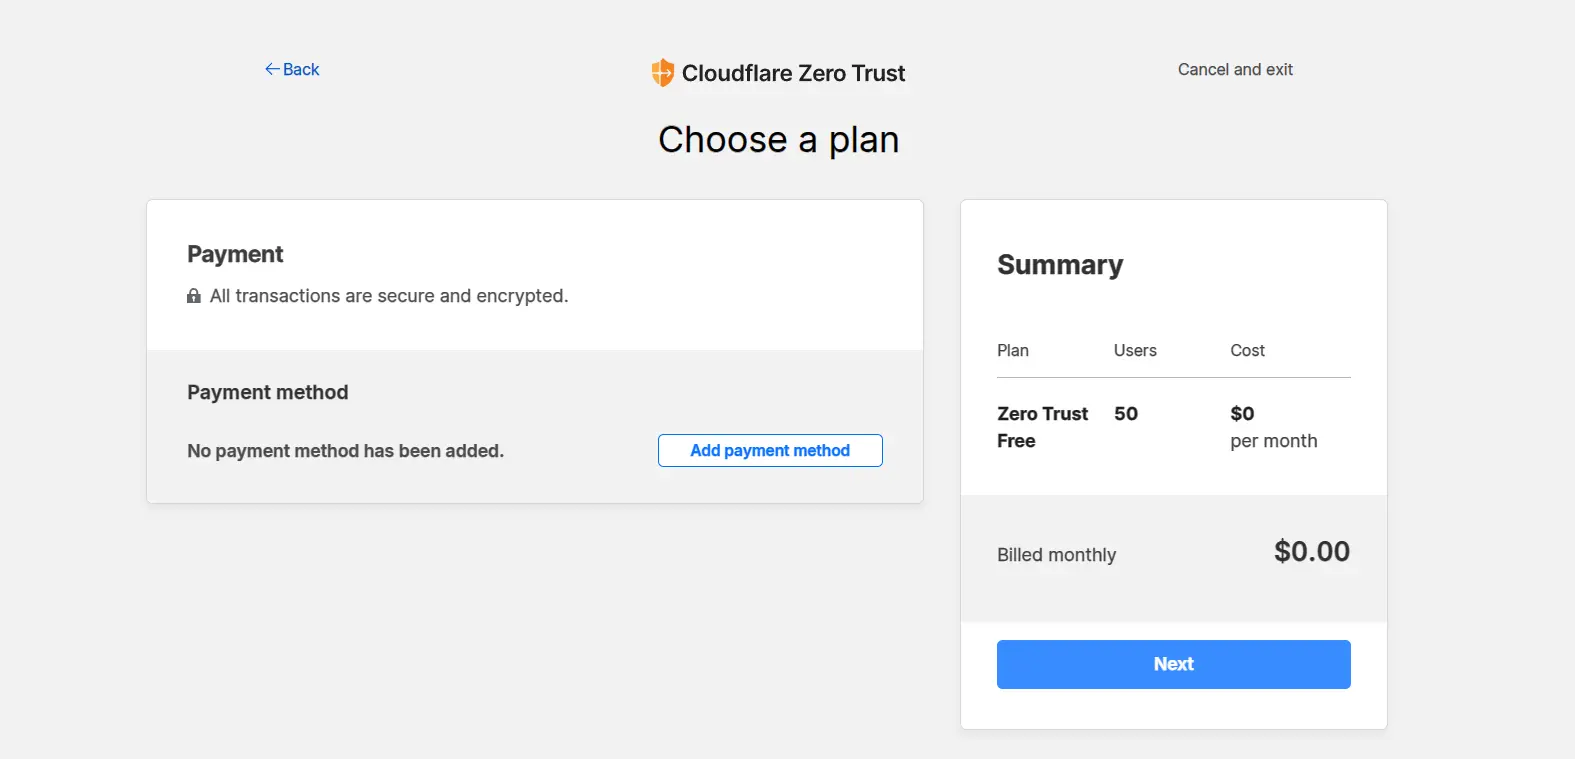 Back
Cloudflare Zero Trust
Cancel and exit
Choose a plan
Payment
All transactions are secure and encrypted.
Payment method
No payment method has been added.
Add payment method
Summary
Plan Users Cost
Zero Trust 50 $0
Free per month
Billed monthly $0.00
Next